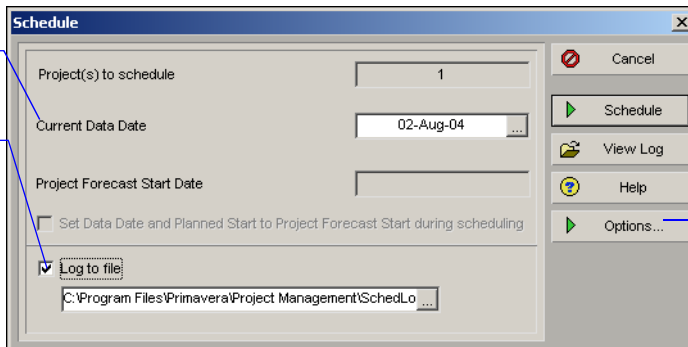 Schedule
Project(s) to schedule
1
Current Data Date
02-Aug-04
...
Project Forecast Start Date
Set Data Date and Planned Start to Project Forecast Start during scheduling
Log to file
C:\Program Files\Primavera\Project Management\SchedLo
...
Cancel
Schedule
View Log
Help
Options...